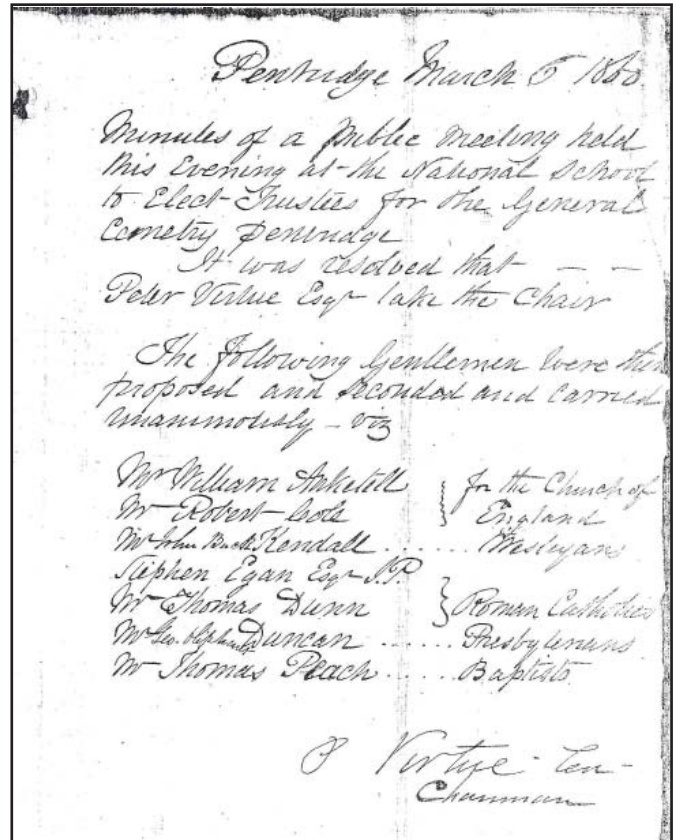 Pentridge March 6 1860
Minutes of a Public Meeting held
this Evening at the National School
to Elect Trustees for the General
Cemetry Pentridge
It was resolved that - -
Peter Virtue Esqr take the Chair
The following Gentlemen were then
proposed and seconded and carried
unanimously - viz
Mr William Anketell } for the Church of
Mr Robert Cole } England
Mr John Buck Kendall ...... Wesleyans
Stephen Egan Esqr J.P.
Mr Thomas Dunn } Roman Catholics
Mr Geo. Duncan ...... Presbyterians
Mr Thomas Peach ..... Baptists
P Virtue
Chairman